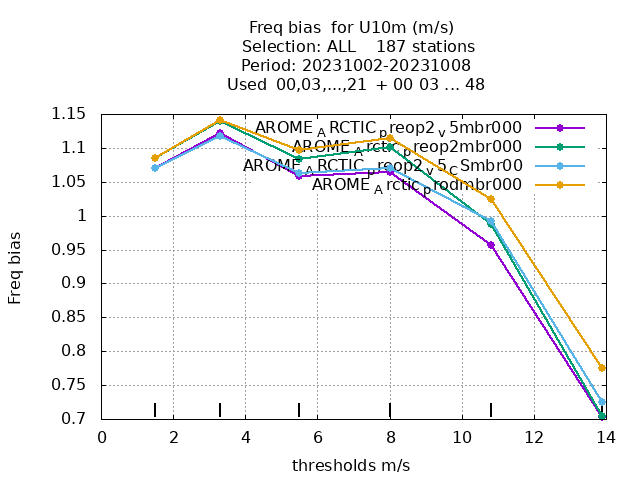 Freq bias  for U10m (m/s)
Selection: ALL    187 stations
Period: 20231002-20231008
Used  00,03,...,21  + 00 03 ... 48
AROME_ARCTIC_preop2_v5mbr000
AROME_Arctic_preop2mbr000
AROME_ARCTIC_preop2_v5_CSmbr00
AROME_Arctic_prodmbr000
1.15
1.1
1.05
1
0.95
0.9
0.85
0.8
0.75
0.7
Freq bias
0 2 4 6 8 10 12 14
thresholds m/s